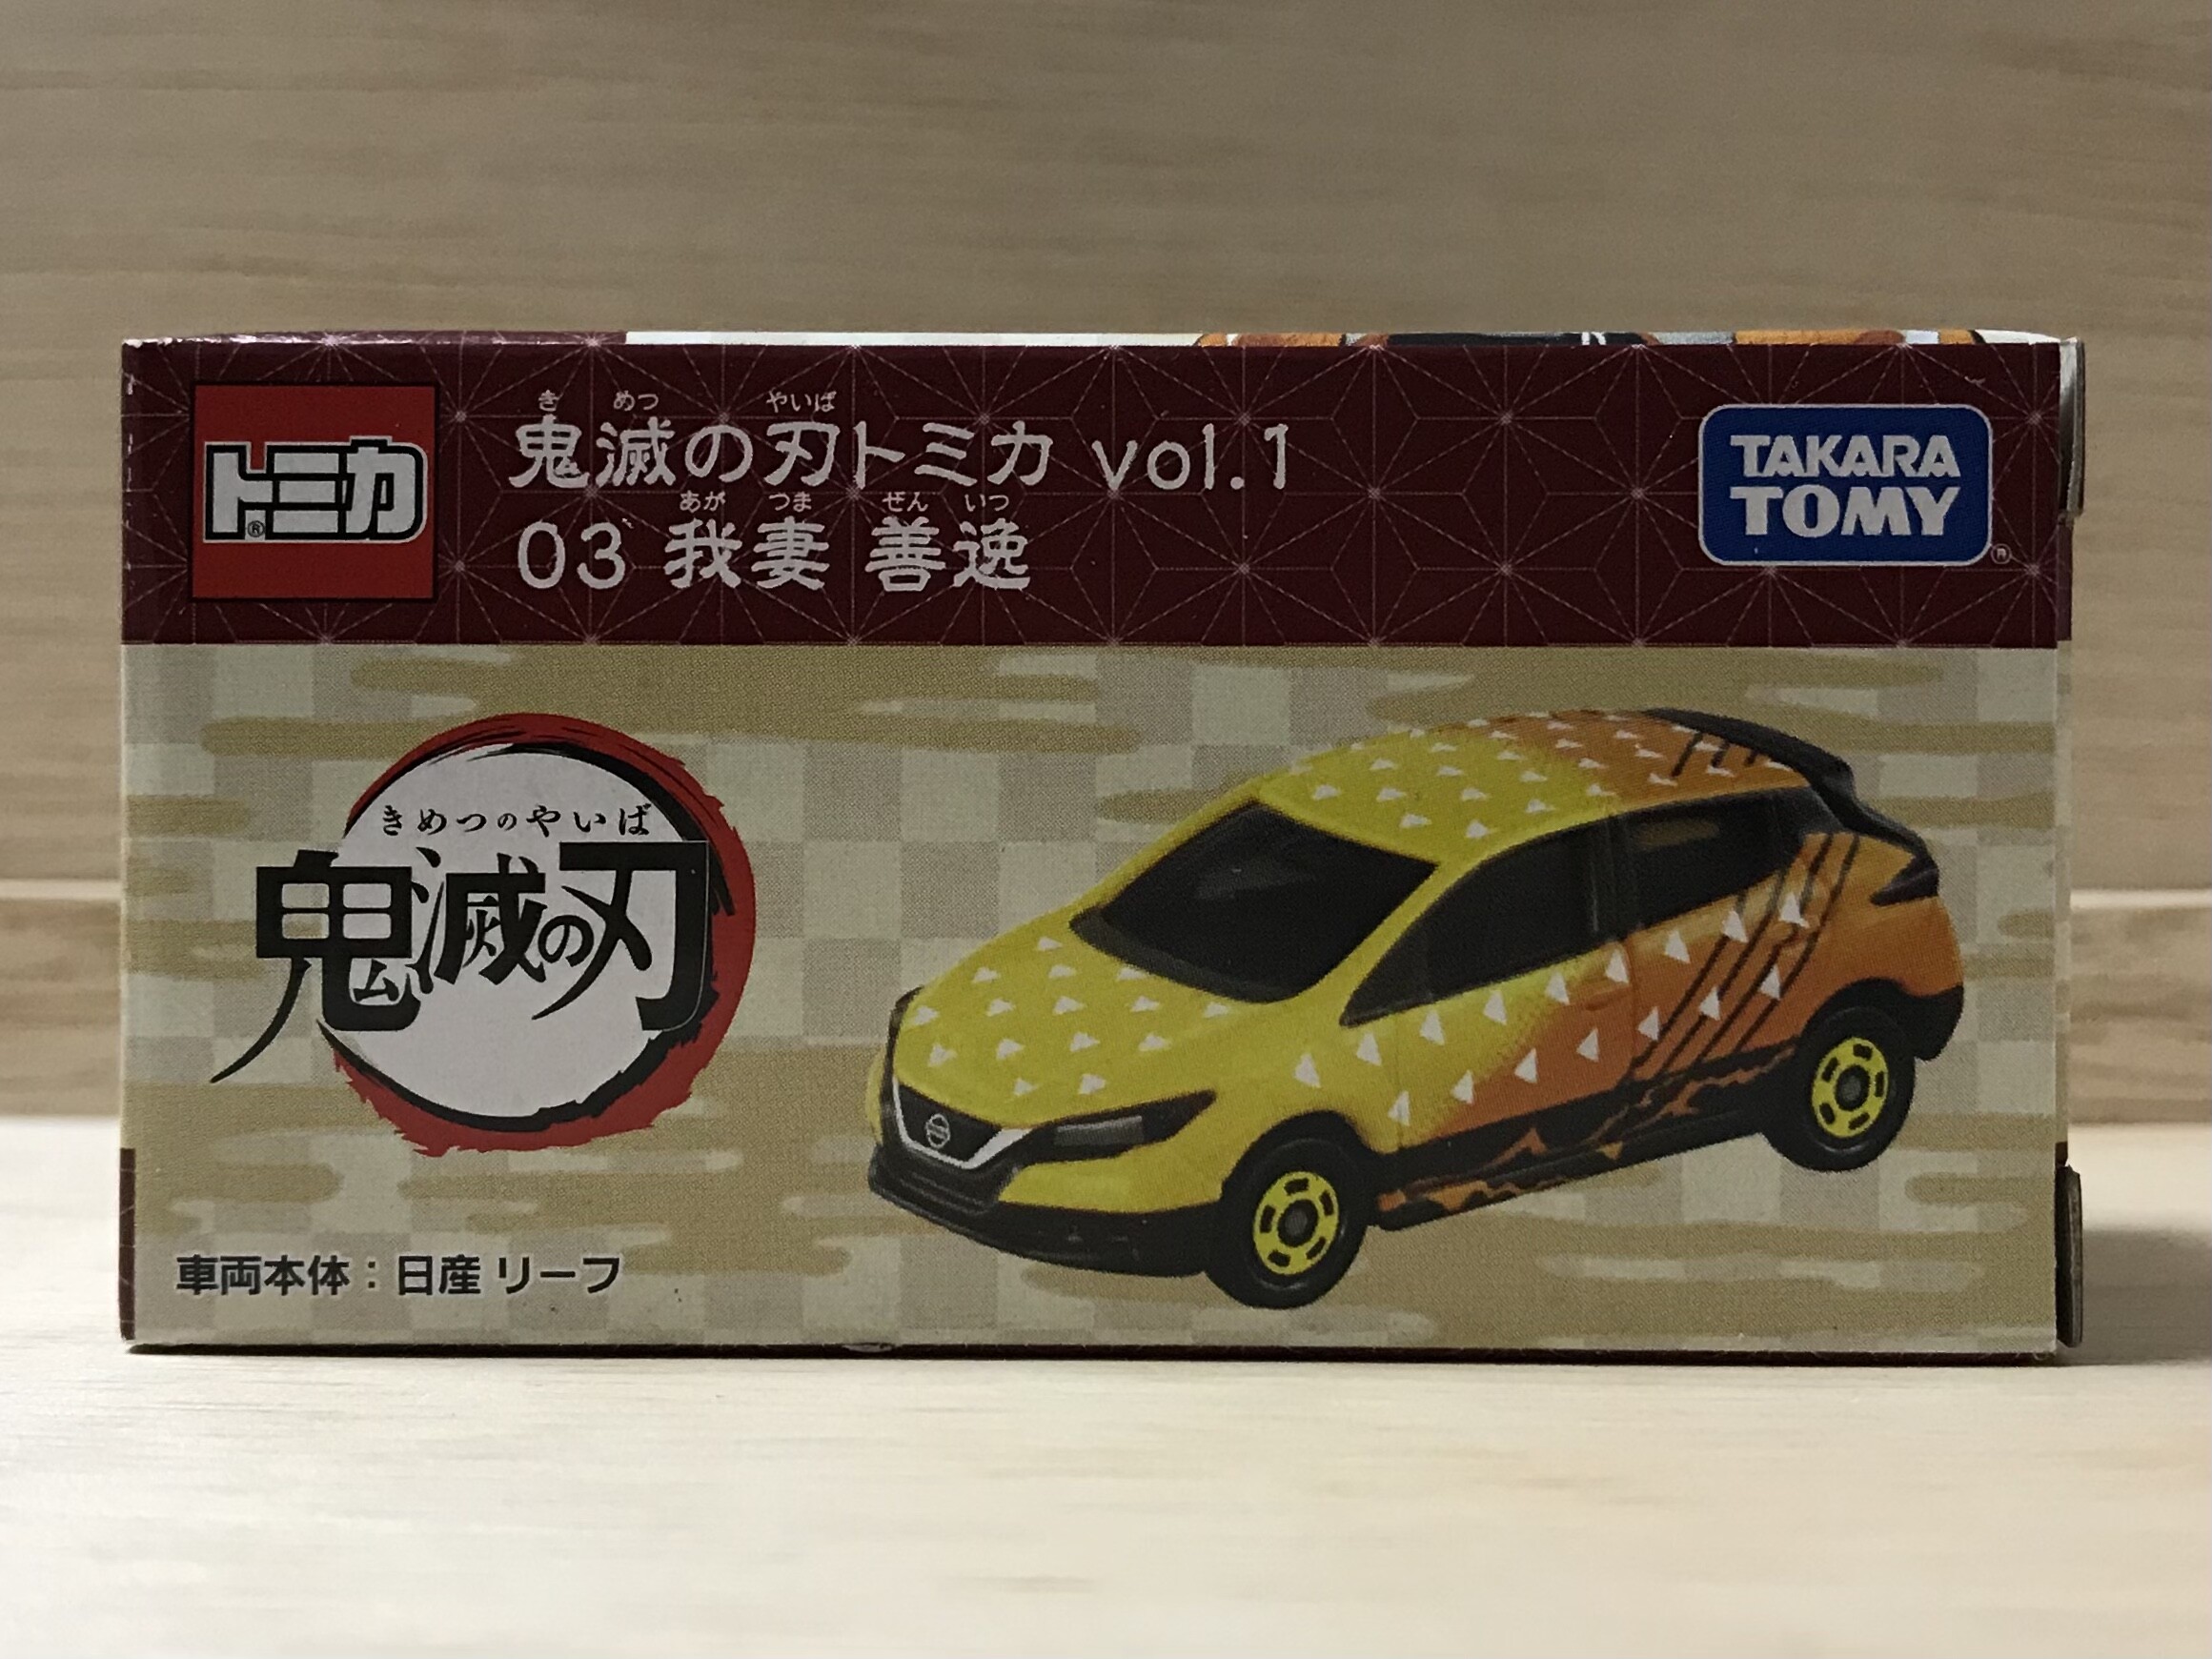 トミカ®
き めつ やいば
鬼滅の刃トミカ vol.1
あが つま ぜん いつ
03 我妻 善逸
TAKARA
TOMY®
きめつのやいば
鬼滅の刃
車両本体：日産 リーフ